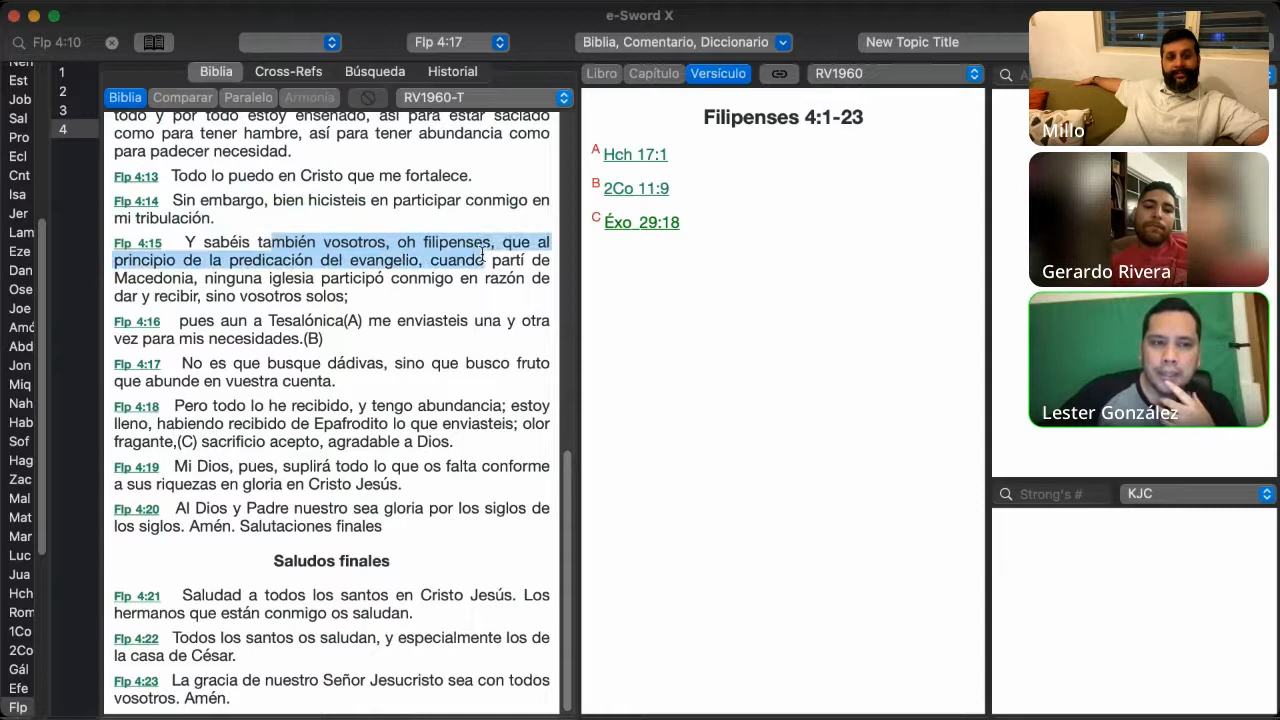 e-Sword X
Flp 4:10
Flp 4:17
Biblia, Comentario, Diccionario
New Topic Title
Biblia
Cross-Refs
Búsqueda
Historial
Biblia
Comparar
Paralelo
Armonía
RV1960-T
Est
Job
Sal
Pro
Ecl
Cnt
Isa
Jer
Lam
Eze
Dan
Ose
Joe
Amó
Abd
Jon
Miq
Nah
Hab
Sof
Hag
Zac
Mal
Mat
Mar
Luc
Jua
Hch
Rom
1Co
2Co
Gál
Efe
Flp
1
2
3
4
todo y por todo estoy enseñado, así para estar saciado
como para tener hambre, así para tener abundancia como
para padecer necesidad.
Flp 4:13 Todo lo puedo en Cristo que me fortalece.
Flp 4:14 Sin embargo, bien hicisteis en participar conmigo en
mi tribulación.
Flp 4:15 Y sabéis también vosotros, oh filipenses, que al
principio de la predicación del evangelio, cuando partí de
Macedonia, ninguna iglesia participó conmigo en razón de
dar y recibir, sino vosotros solos;
Flp 4:16 pues aun a Tesalónica(A) me enviasteis una y otra
vez para mis necesidades.(B)
Flp 4:17 No es que busque dádivas, sino que busco fruto
que abunde en vuestra cuenta.
Flp 4:18 Pero todo lo he recibido, y tengo abundancia; estoy
lleno, habiendo recibido de Epafrodito lo que enviasteis; olor
fragante,(C) sacrificio acepto, agradable a Dios.
Flp 4:19 Mi Dios, pues, suplirá todo lo que os falta conforme
a sus riquezas en gloria en Cristo Jesús.
Flp 4:20 Al Dios y Padre nuestro sea gloria por los siglos de
los siglos. Amén. Salutaciones finales
Saludos finales
Flp 4:21 Saludad a todos los santos en Cristo Jesús. Los
hermanos que están conmigo os saludan.
Flp 4:22 Todos los santos os saludan, y especialmente los de
la casa de César.
Flp 4:23 La gracia de nuestro Señor Jesucristo sea con todos
vosotros. Amén.
Libro
Capítulo
Versículo
RV1960
Filipenses 4:1-23
A Hch 17:1
B 2Co 11:9
C Éxo 29:18
Strong's #
KJC
Millo
Gerardo Rivera
Lester González